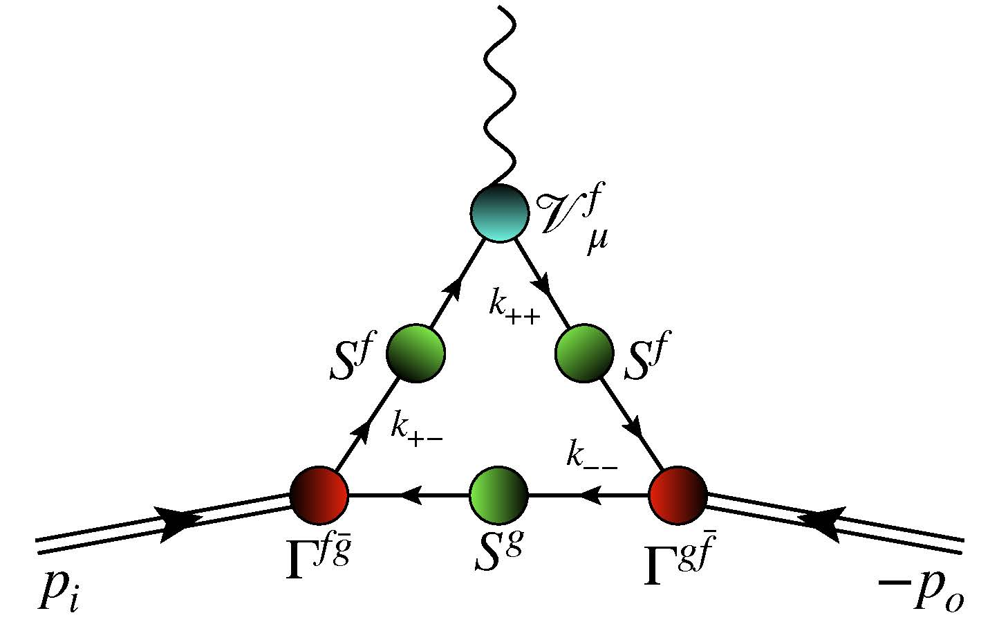 𝒱^f_μ
k_{++}
S^f
S^f
k_{+-}
k_{--}
Γ^{fḡ}
S^g
Γ^{gf̄}
p_i
-p_o